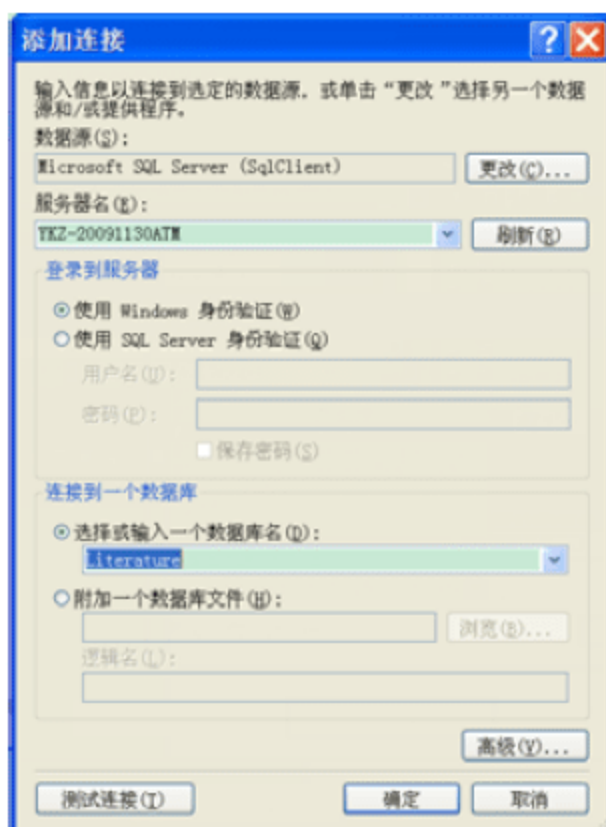 添加连接
输入信息以连接到选定的数据源，或单击“更改”选择另一个数据
源和/或提供程序。
数据源(S):
Microsoft SQL Server (SqlClient)
更改(C)...
服务器名(E):
YKZ-20091130ATM
刷新(R)
登录到服务器
使用 Windows 身份验证(W)
使用 SQL Server 身份验证(Q)
用户名(U):
密码(P):
保存密码(S)
连接到一个数据库
选择或输入一个数据库名(D):
Literature
附加一个数据库文件(H):
浏览(B)...
逻辑名(L):
高级(V)...
测试连接(T)
确定
取消